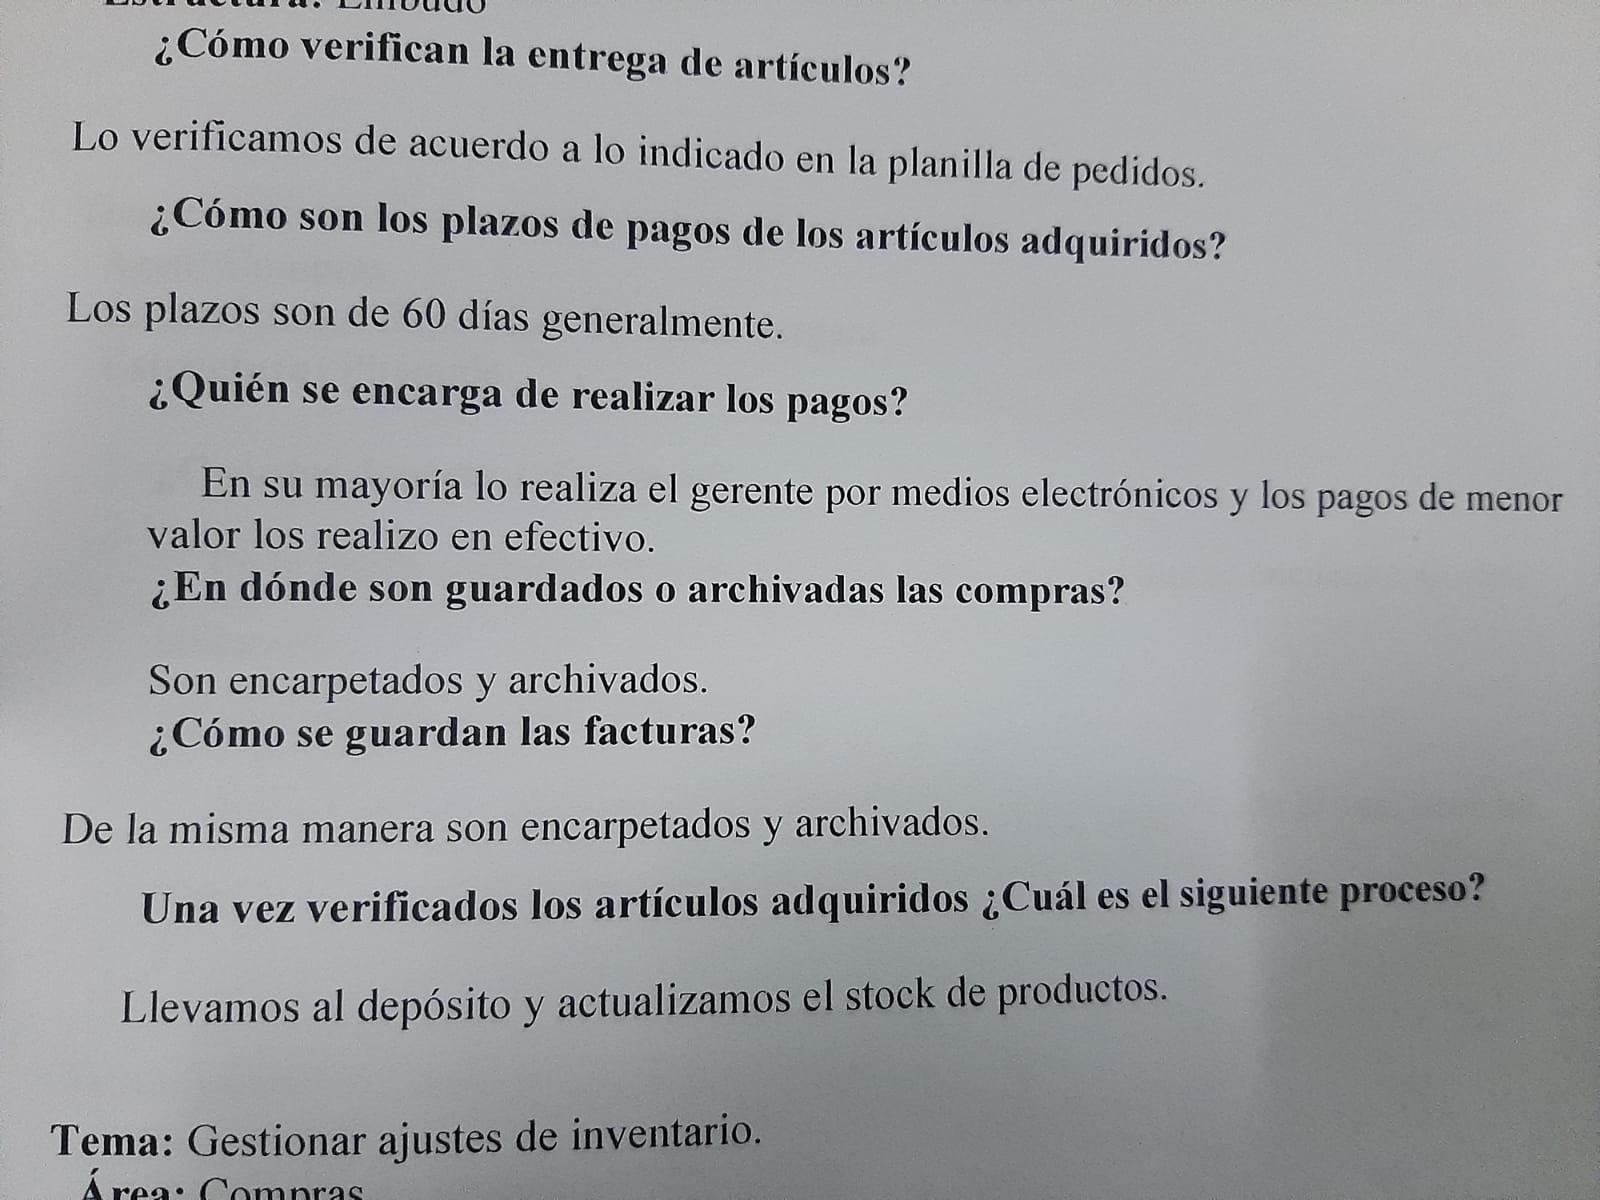 Estructura: Embudo
¿Cómo verifican la entrega de artículos?
Lo verificamos de acuerdo a lo indicado en la planilla de pedidos.
¿Cómo son los plazos de pagos de los artículos adquiridos?
Los plazos son de 60 días generalmente.
¿Quién se encarga de realizar los pagos?
En su mayoría lo realiza el gerente por medios electrónicos y los pagos de menor
valor los realizo en efectivo.
¿En dónde son guardados o archivadas las compras?
Son encarpetados y archivados.
¿Cómo se guardan las facturas?
De la misma manera son encarpetados y archivados.
Una vez verificados los artículos adquiridos ¿Cuál es el siguiente proceso?
Llevamos al depósito y actualizamos el stock de productos.
Tema: Gestionar ajustes de inventario.
Área: Compras